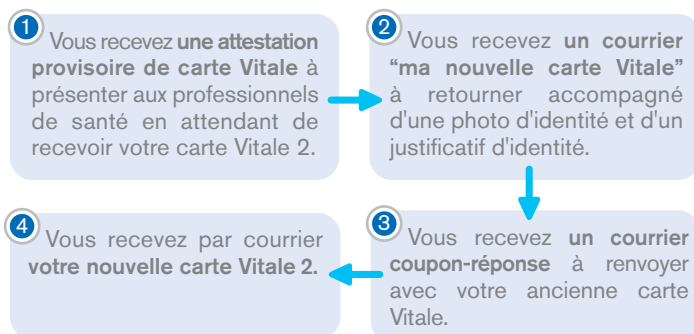 1
Vous recevez une attestation
provisoire de carte Vitale à
présenter aux professionnels
de santé en attendant de
recevoir votre carte Vitale 2.
2
Vous recevez un courrier
“ma nouvelle carte Vitale”
à retourner accompagné
d'une photo d'identité et d'un
justificatif d'identité.
3
Vous recevez un courrier
coupon-réponse à renvoyer
avec votre ancienne carte
Vitale.
4
Vous recevez par courrier
votre nouvelle carte Vitale 2.